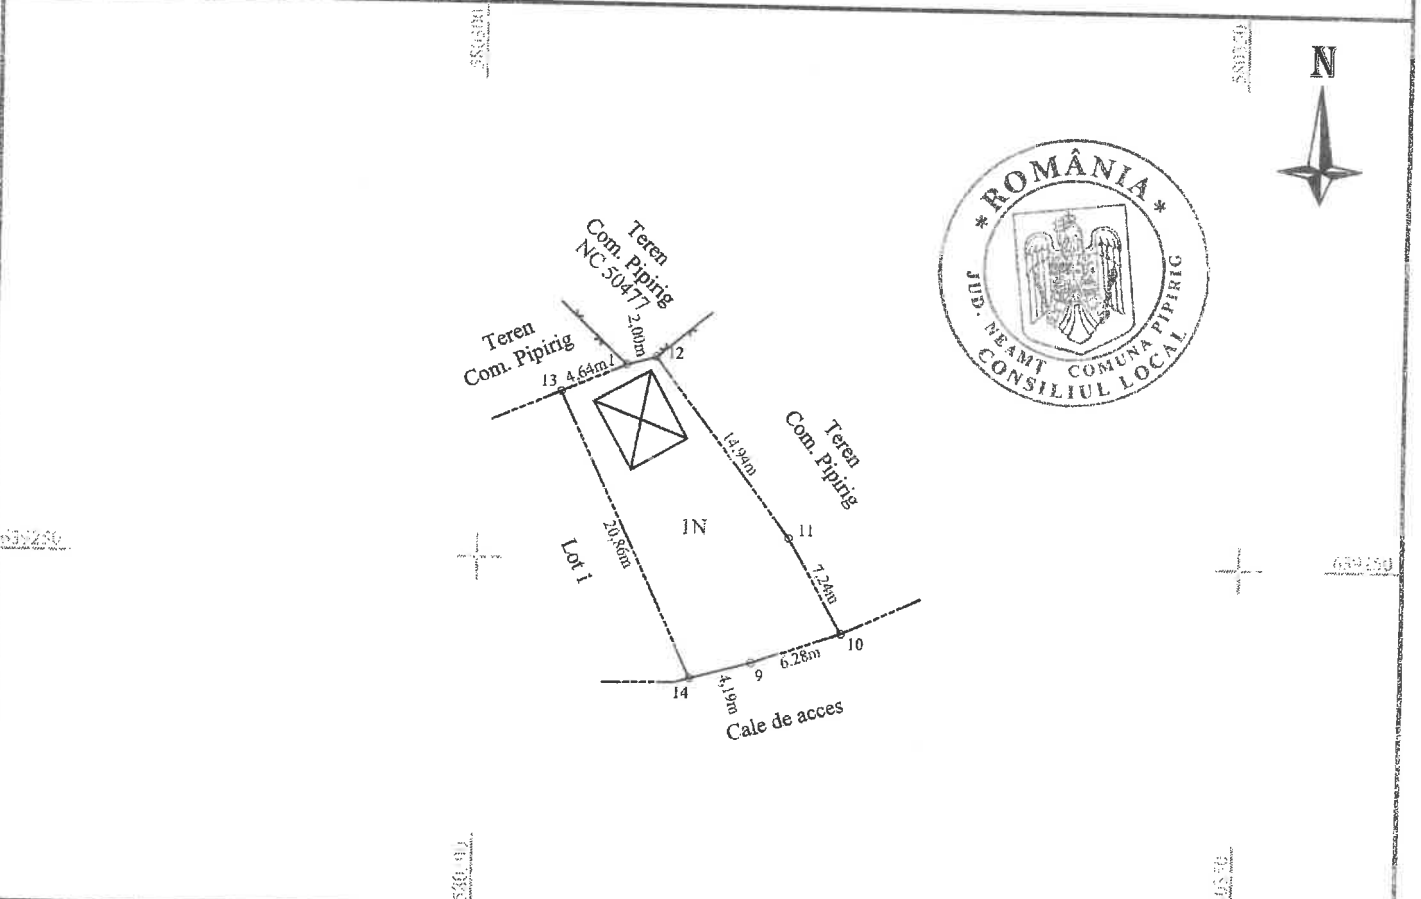 N
* ROMÂNIA *
JUD. NEAMT COMUNA PIPIRIG
CONSILIUL LOCAL
Teren
Com. Pipirig
NC 50477
2,00m
Teren
Com. Pipirig
13
4.64m
1
12
14.94m
Teren
Com. Pipirig
11
1N
20,86m
Lot i
7.24m
10
6.28m
9
14
4,19m
Cale de acces